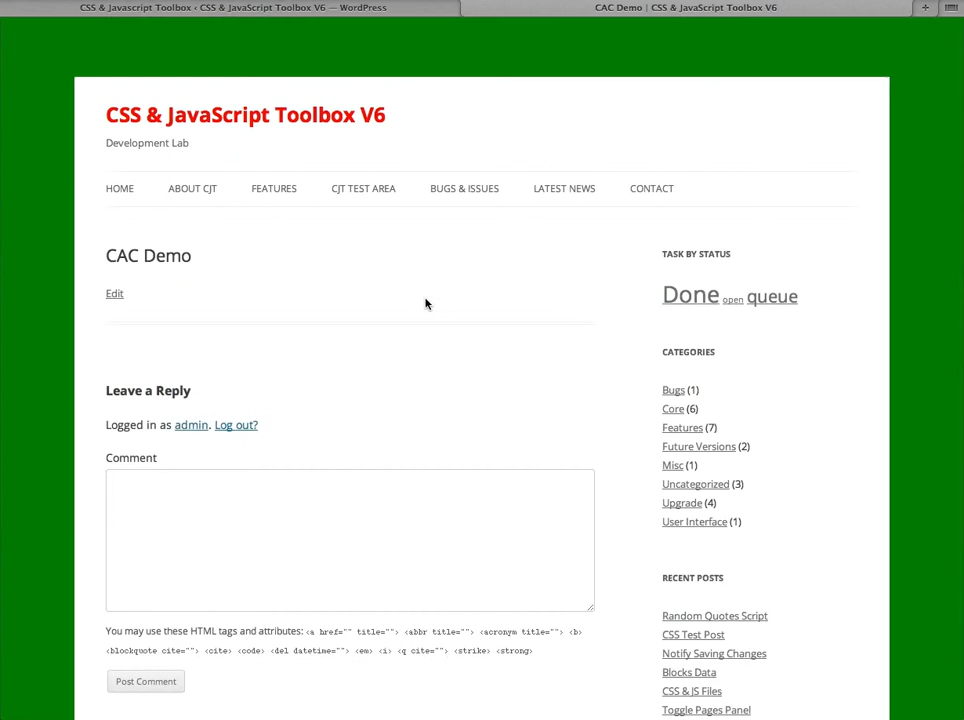 CSS & Javascript Toolbox ‹ CSS & JavaScript Toolbox V6 — WordPress
CAC Demo | CSS & JavaScript Toolbox V6
CSS & JavaScript Toolbox V6
Development Lab
HOME ABOUT CJT FEATURES CJT TEST AREA BUGS & ISSUES LATEST NEWS CONTACT
CAC Demo
Edit
Leave a Reply
Logged in as admin. Log out?
Comment
You may use these HTML tags and attributes: <a href="" title=""> <abbr title=""> <acronym title=""> <b>
<blockquote cite=""> <cite> <code> <del datetime=""> <em> <i> <q cite=""> <strike> <strong>
Post Comment
TASK BY STATUS
Done open queue
CATEGORIES
Bugs (1)
Core (6)
Features (7)
Future Versions (2)
Misc (1)
Uncategorized (3)
Upgrade (4)
User Interface (1)
RECENT POSTS
Random Quotes Script
CSS Test Post
Notify Saving Changes
Blocks Data
CSS & JS Files
Toggle Pages Panel